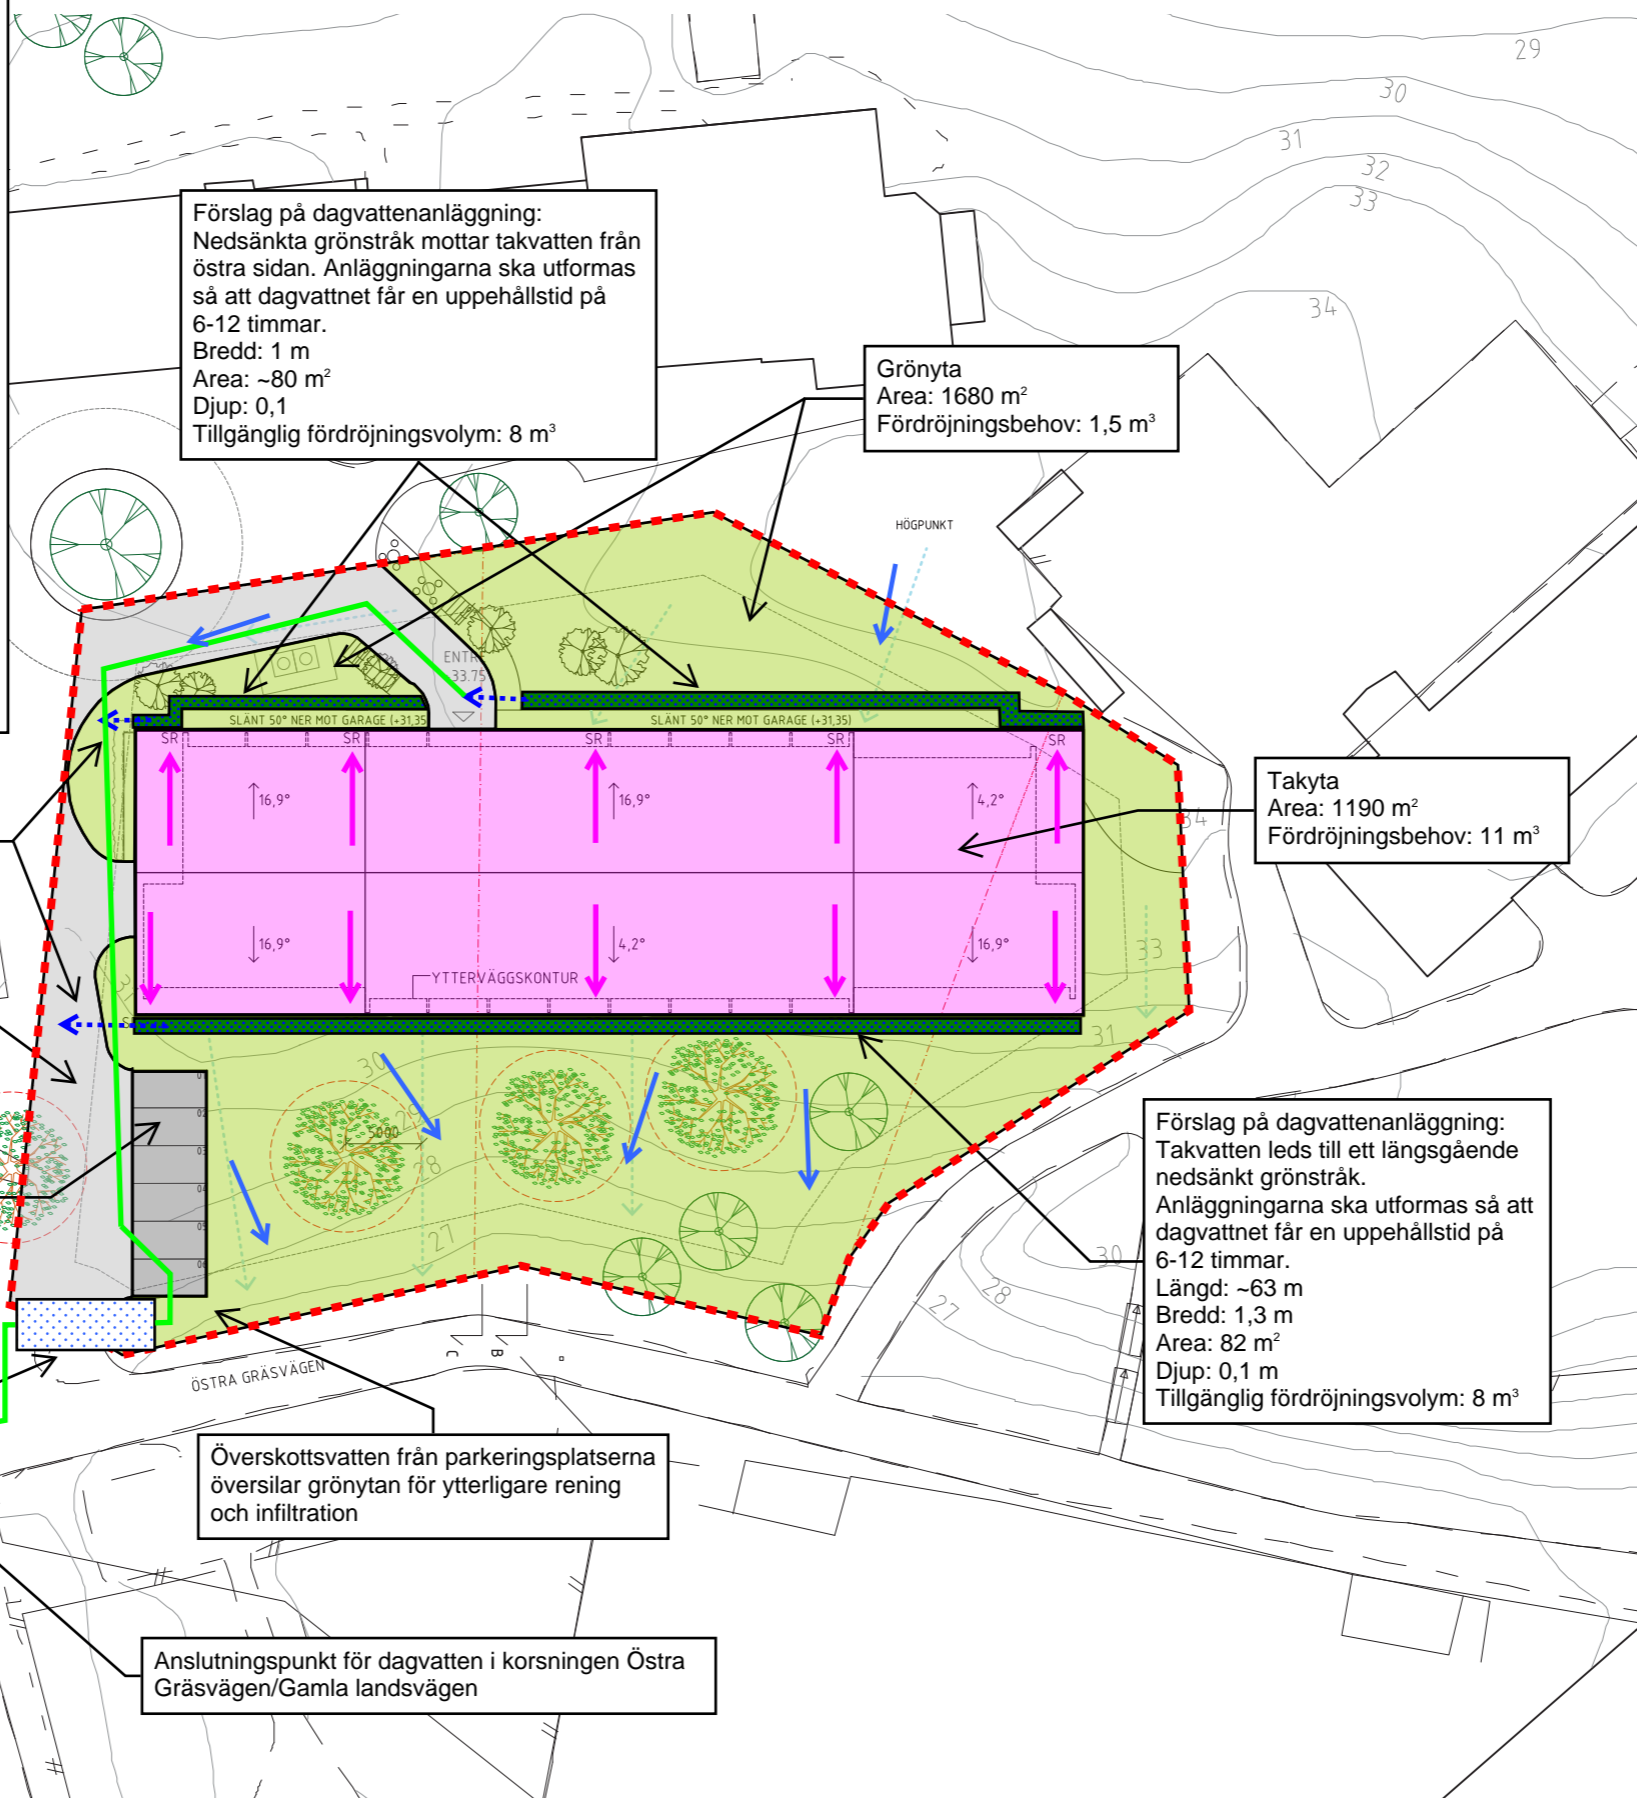 29
30
31
32
33
34
Förslag på dagvattenanläggning:
Nedsänkta grönstråk mottar takvatten från
östra sidan. Anläggningarna ska utformas
så att dagvattnet får en uppehållstid på
6-12 timmar.
Bredd: 1 m
Area: ~80 m²
Djup: 0,1
Tillgänglig fördröjningsvolym: 8 m³
Grönyta
Area: 1680 m²
Fördröjningsbehov: 1,5 m³
HÖGPUNKT
ENTR
33.75
SLÄNT 50° NER MOT GARAGE (+31,35
SLÄNT 50° NER MOT GARAGE (+31,35)
SR
SR
SR
SR
SR
16,9°
16,9°
4,2°
Takyta
Area: 1190 m²
Fördröjningsbehov: 11 m³
34
16,9°
4,2°
16,9°
33
YTTERVÄGGSKONTUR
31
30
29
5000
28
27
02
03
04
05
06
Förslag på dagvattenanläggning:
Takvatten leds till ett längsgående
nedsänkt grönstråk.
Anläggningarna ska utformas så att
dagvattnet får en uppehållstid på
6-12 timmar.
Längd: ~63 m
Bredd: 1,3 m
Area: 82 m²
Djup: 0,1 m
Tillgänglig fördröjningsvolym: 8 m³
30
28
27
C
B
ÖSTRA GRÄSVÄGEN
Överskottsvatten från parkeringsplatserna
översilar grönytan för ytterligare rening
och infiltration
Anslutningspunkt för dagvatten i korsningen Östra
Gräsvägen/Gamla landsvägen